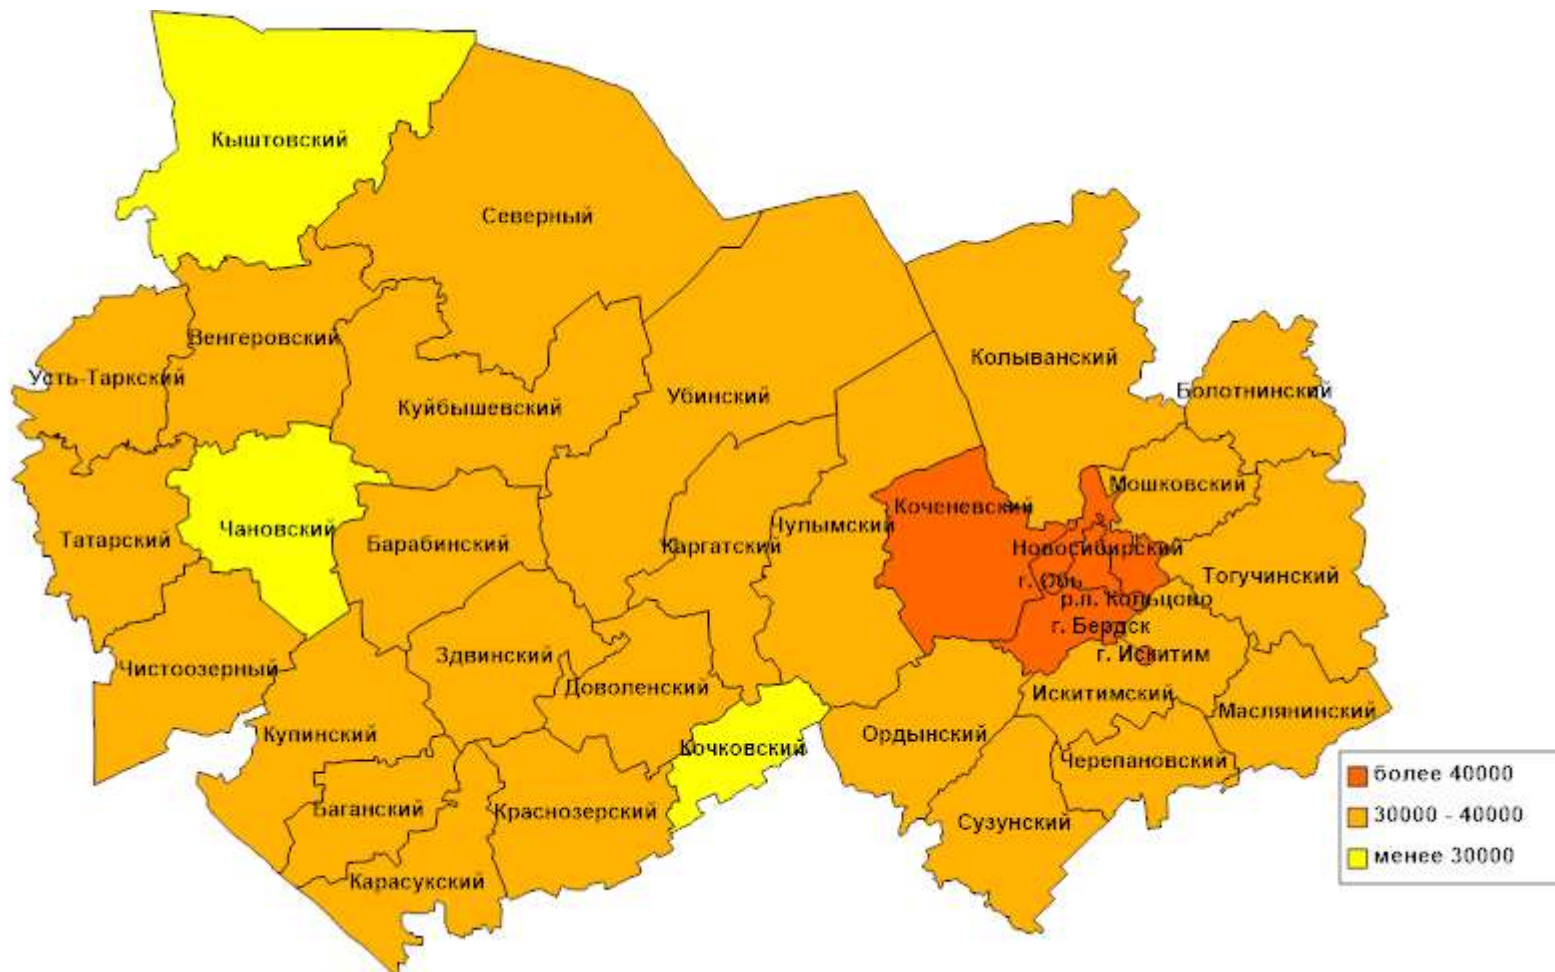 Кыштовский
Северный
Венгеровский
Усть-Таркский
Куйбышевский
Убинский
Колыванский
Болотнинский
Татарский
Чановский
Барабинский
Каргатский
Чулымский
Коченевский
Мошковский
Новосибирский
г. Обь
р.п. Кольцово
г. Бердск
г. Искитим
Тогучинский
Чистоозерный
Здвинский
Доволенский
Искитимский
Маслянинский
Купинский
Кочковский
Ордынский
Черепановский
Баганский
Краснозерский
Сузунский
Карасукский
более 40000
30000 - 40000
менее 30000